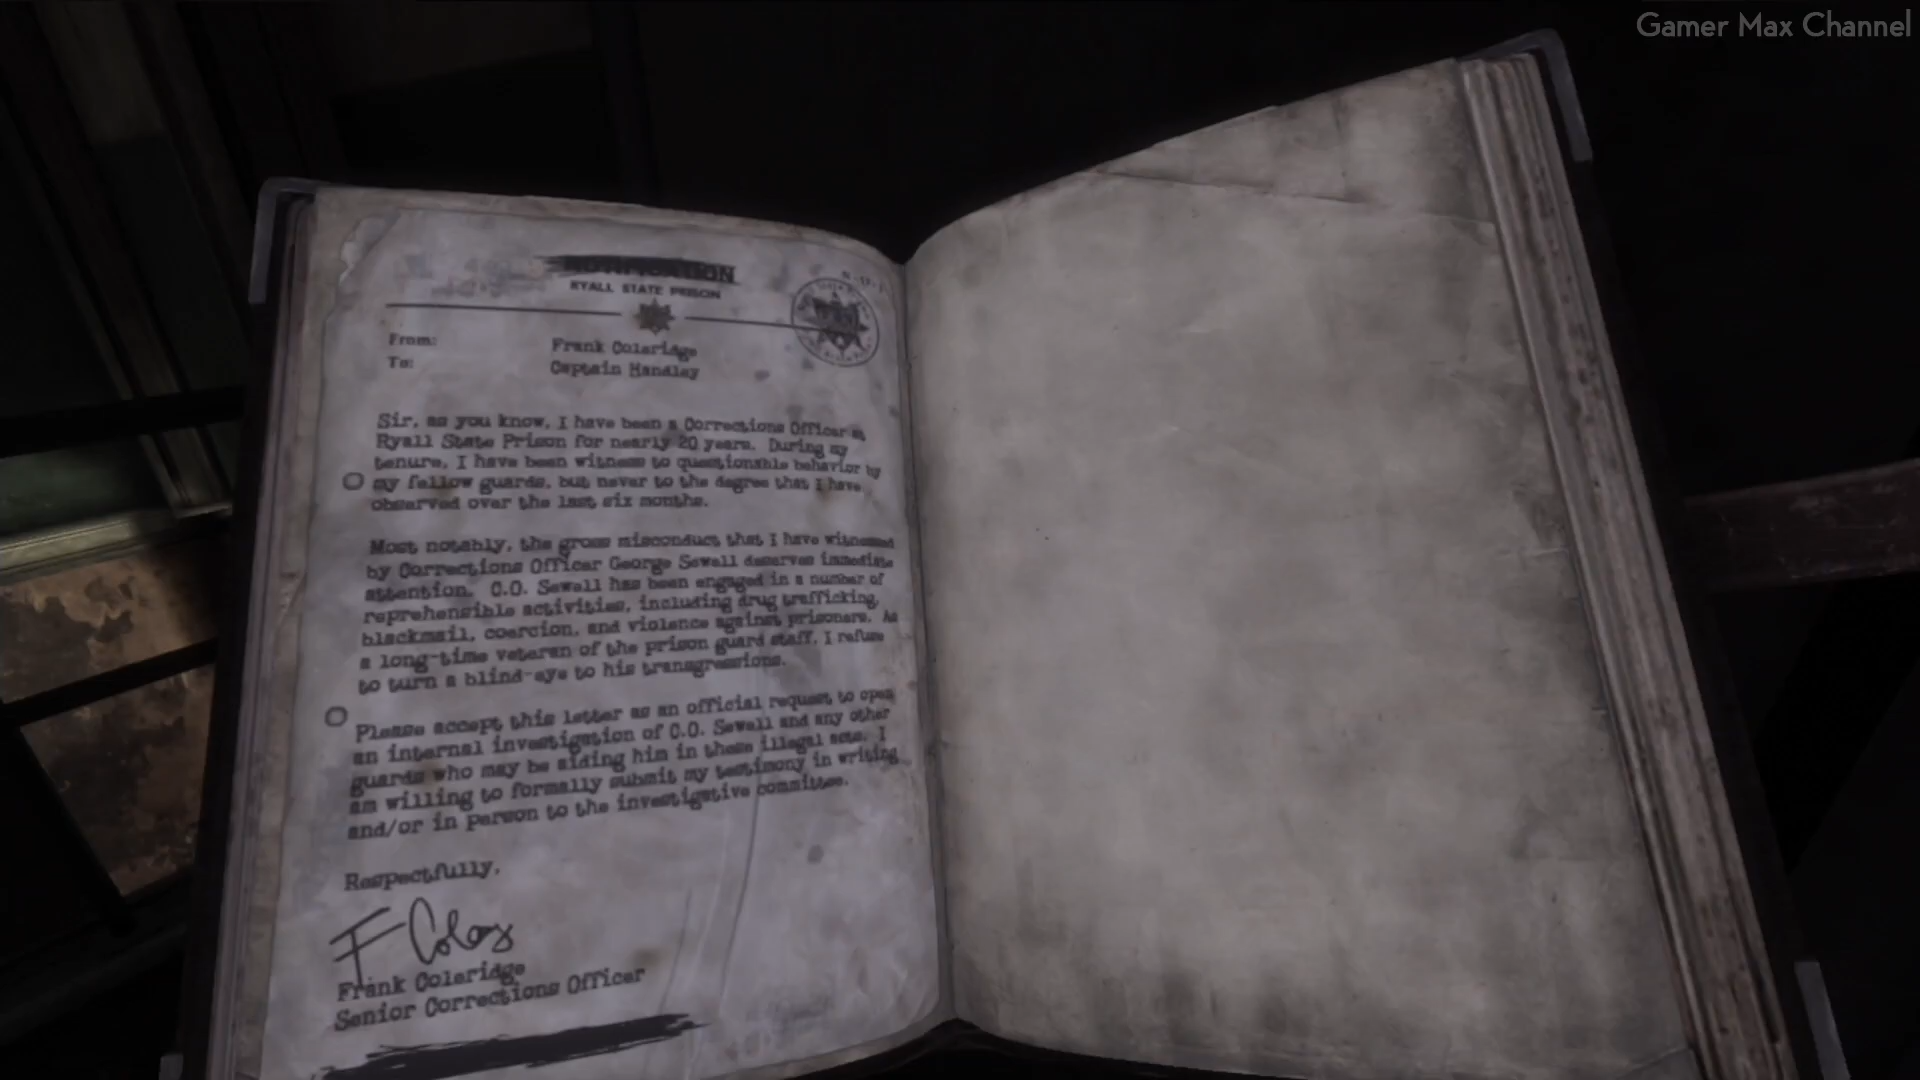 Gamer Max Channel
NOTIFICATION
RYALL STATE PRISON
From: Frank Coleridge
To: Captain Handley
Sir, as you know, I have been a Corrections Officer at
Ryall State Prison for nearly 20 years. During my
tenure, I have been witness to questionable behavior by
my fellow guards, but never to the degree that I have
observed over the last six months.
Most notably, the gross misconduct that I have witnessed
by Corrections Officer George Sewell deserves immediate
attention. C.O. Sewell has been engaged in a number of
reprehensible activities, including drug trafficking,
blackmail, coercion, and violence against prisoners. As
a long-time veteran of the prison guard staff, I refuse
to turn a blind-eye to his transgressions.
Please accept this letter as an official request to open
an internal investigation of C.O. Sewell and any other
guards who may be aiding him in these illegal acts. I
am willing to formally submit my testimony in writing
and/or in person to the investigative committee.
Respectfully,
F Coleridge
Frank Coleridge
Senior Corrections Officer